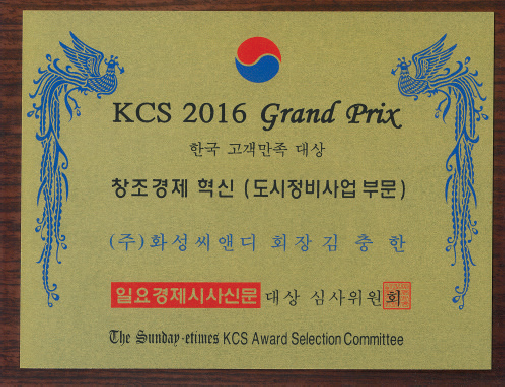 KCS 2016 Grand Prix
한국 고객만족 대상
창조경제 혁신 (도시정비사업 부문)
(주)화성씨앤디 회장 김 충 한
일요경제시사신문 대상 심사위원회
The Sunday-etimes KCS Award Selection Committee